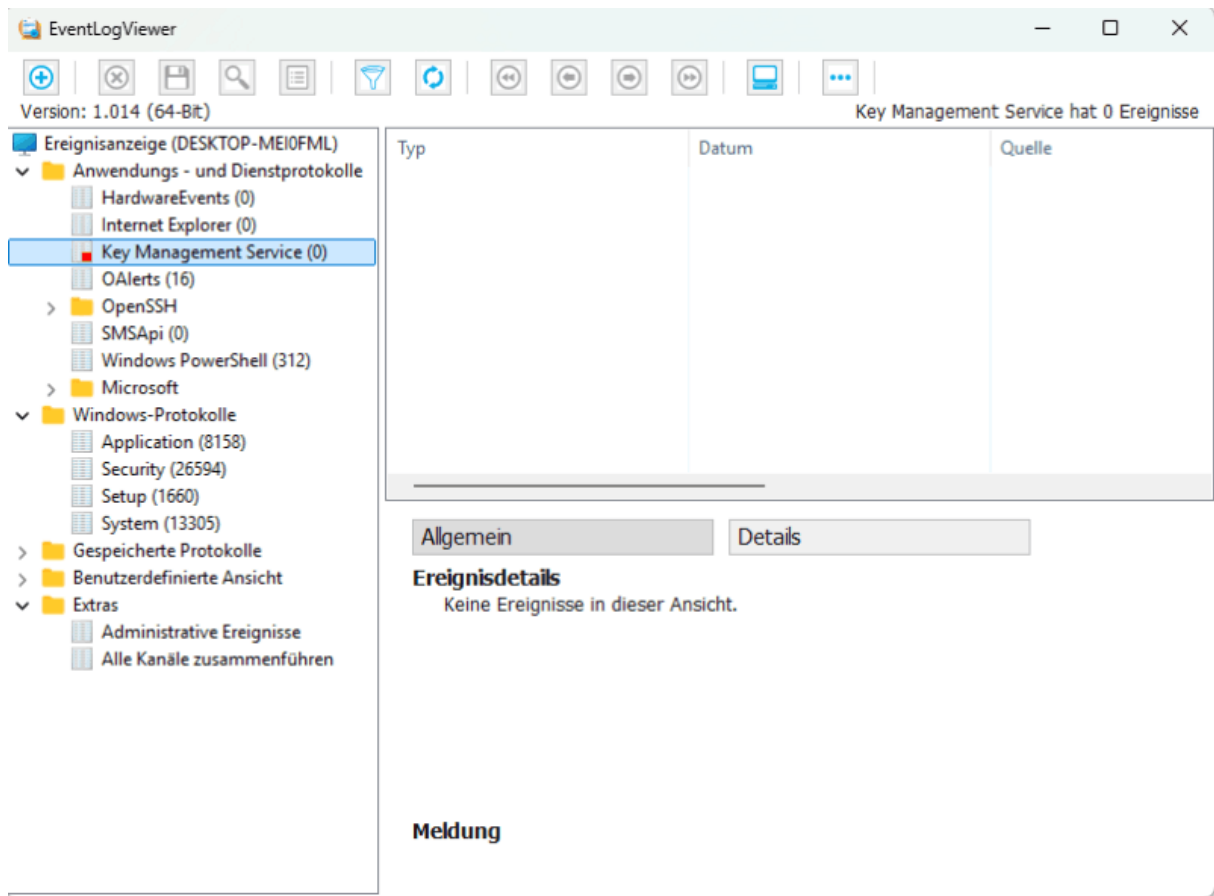 EventLogViewer
Version: 1.014 (64-Bit)
Key Management Service hat 0 Ereignisse
Ereignisanzeige (DESKTOP-MEI0FML)
Anwendungs - und Dienstprotokolle
HardwareEvents (0)
Internet Explorer (0)
Key Management Service (0)
OAlerts (16)
OpenSSH
SMSApi (0)
Windows PowerShell (312)
Microsoft
Windows-Protokolle
Application (8158)
Security (26594)
Setup (1660)
System (13305)
Gespeicherte Protokolle
Benutzerdefinierte Ansicht
Extras
Administrative Ereignisse
Alle Kanäle zusammenführen
Typ Datum Quelle
Allgemein Details
Ereignisdetails
Keine Ereignisse in dieser Ansicht.
Meldung